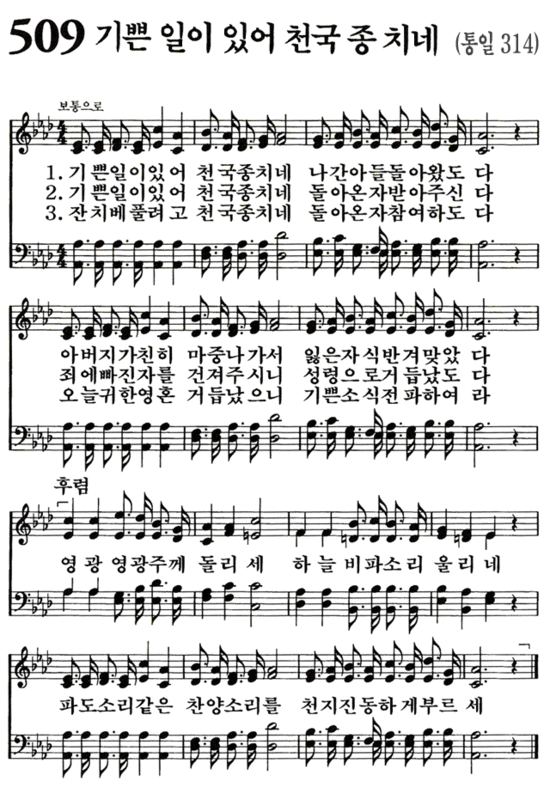 509 기쁜 일이 있어 천국 종 치네 (통일 314)
보통으로
4 4
1. 기쁜일이있어 천국종치네 나간아들돌아왔도다
2. 기쁜일이있어 천국종치네 돌아온자받아주신다
3. 잔치베풀려고 천국종치네 돌아온자참여하도다
4 4
아버지가친히 마중나가서 잃은자식반겨맞았다
죄에빠진자를 건져주시니 성령으로거듭났도다
오늘귀한영혼 거듭났으니 기쁜소식전파하여라
후렴
영광영광주께 돌리세 하늘비파소리 울리네
파도소리같은 찬양소리를 천지진동하게부르세